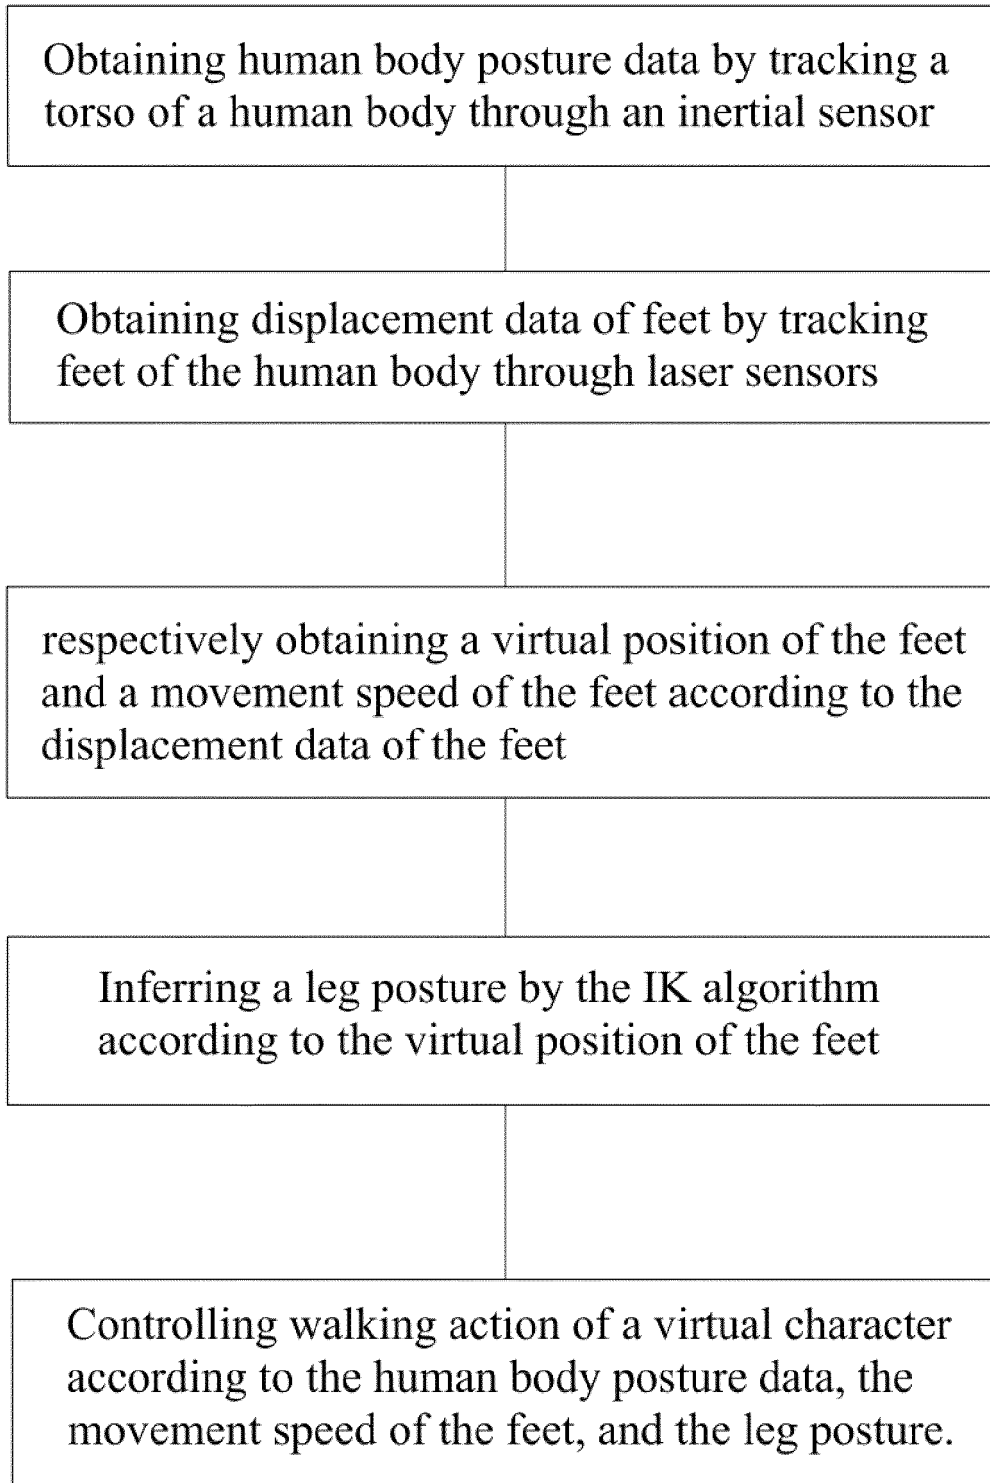 Obtaining human body posture data by tracking a
torso of a human body through an inertial sensor
Obtaining displacement data of feet by tracking
feet of the human body through laser sensors
respectively obtaining a virtual position of the feet
and a movement speed of the feet according to the
displacement data of the feet
Inferring a leg posture by the IK algorithm
according to the virtual position of the feet
Controlling walking action of a virtual character
according to the human body posture data, the
movement speed of the feet, and the leg posture.